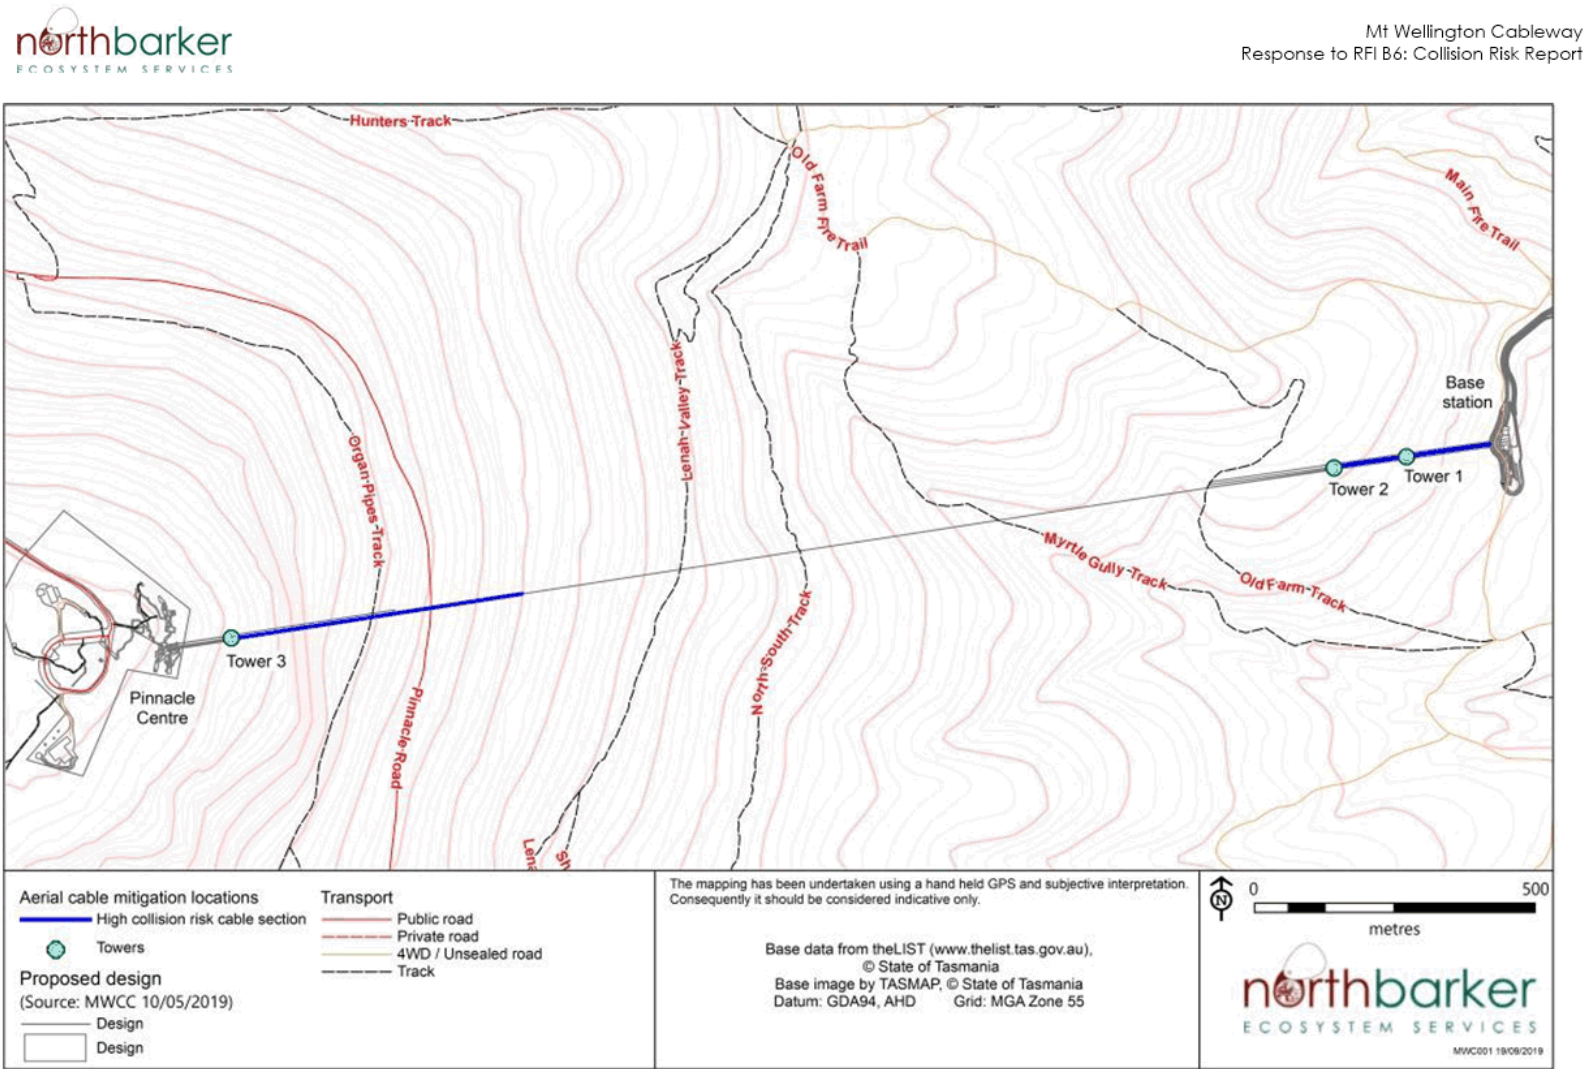 northbarker
ECOSYSTEM SERVICES
Mt Wellington Cableway
Response to RFI B6: Collision Risk Report
Hunters Track
Old Farm Fire Trail
Main Fire Trail
Lenah Valley Track
Organ Pipes Track
Base
station
Tower 2
Tower 1
Myrtle Gully Track
Old Farm Track
North South Track
Tower 3
Pinnacle
Centre
Pinnacle Road
Lena
Sh
Aerial cable mitigation locations
High collision risk cable section
Towers
Proposed design
(Source: MWCC 10/05/2019)
Design
Design
Transport
Public road
Private road
4WD / Unsealed road
Track
The mapping has been undertaken using a hand held GPS and subjective interpretation.
Consequently it should be considered indicative only.
Base data from theLIST (www.thelist.tas.gov.au),
© State of Tasmania
Base image by TASMAP, © State of Tasmania
Datum: GDA94, AHD Grid: MGA Zone 55
N
0 500
metres
northbarker
ECOSYSTEM SERVICES
MWC001 19/09/2019